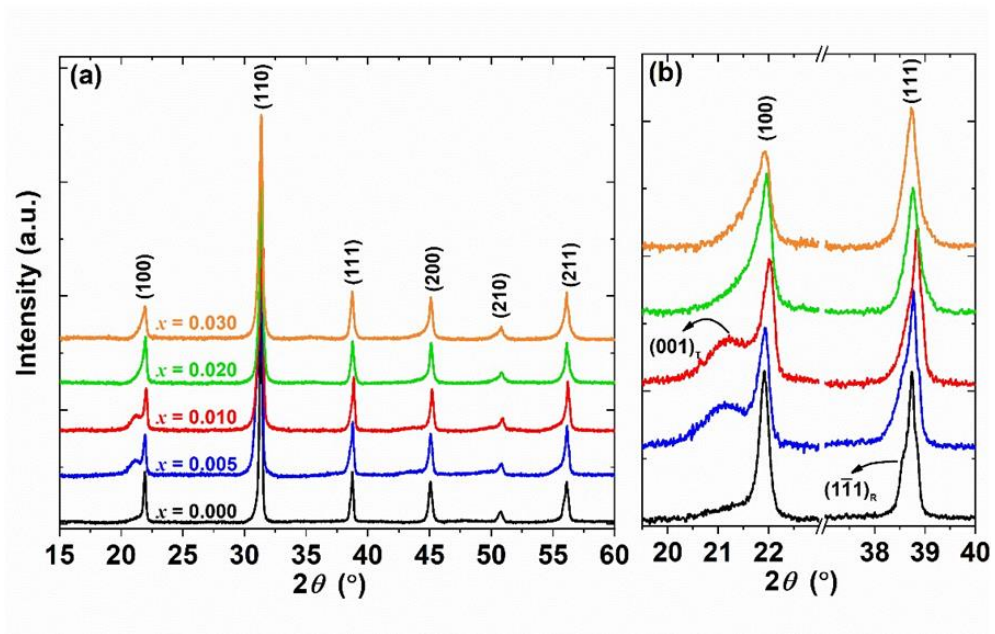 (a)
(100)
(110)
(111)
(200)
(210)
(211)
x = 0.030
x = 0.020
x = 0.010
x = 0.005
x = 0.000
Intensity (a.u.)
15 20 25 30 35 40 45 50 55 60
2θ (°)
(b)
(100)
(111)
(001)T
(11̅1)R
20 21 22 38 39 40
2θ (°)